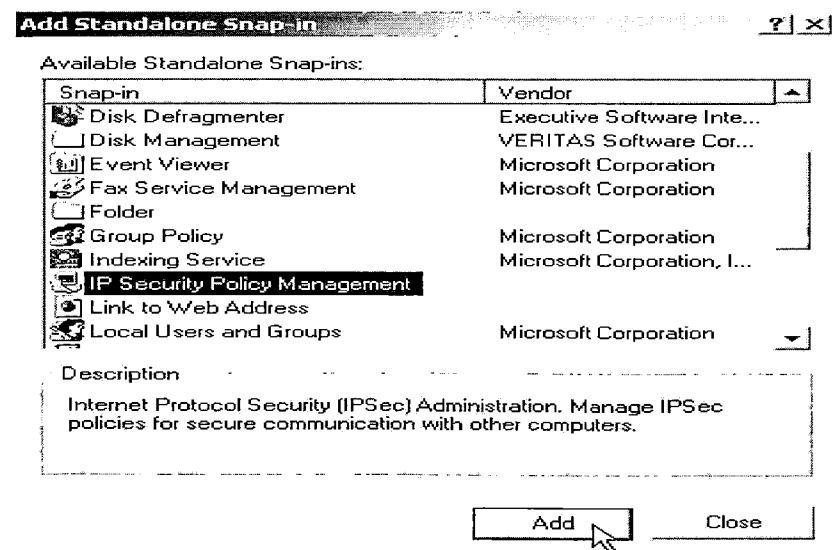 Add Standalone Snap-in
Available Standalone Snap-ins:
Snap-in Vendor
Disk Defragmenter Executive Software Inte...
Disk Management VERITAS Software Cor...
Event Viewer Microsoft Corporation
Fax Service Management Microsoft Corporation
Folder
Group Policy Microsoft Corporation
Indexing Service Microsoft Corporation, I...
IP Security Policy Management
Link to Web Address
Local Users and Groups Microsoft Corporation
Description
Internet Protocol Security (IPSec) Administration. Manage IPSec
policies for secure communication with other computers.
Add Close